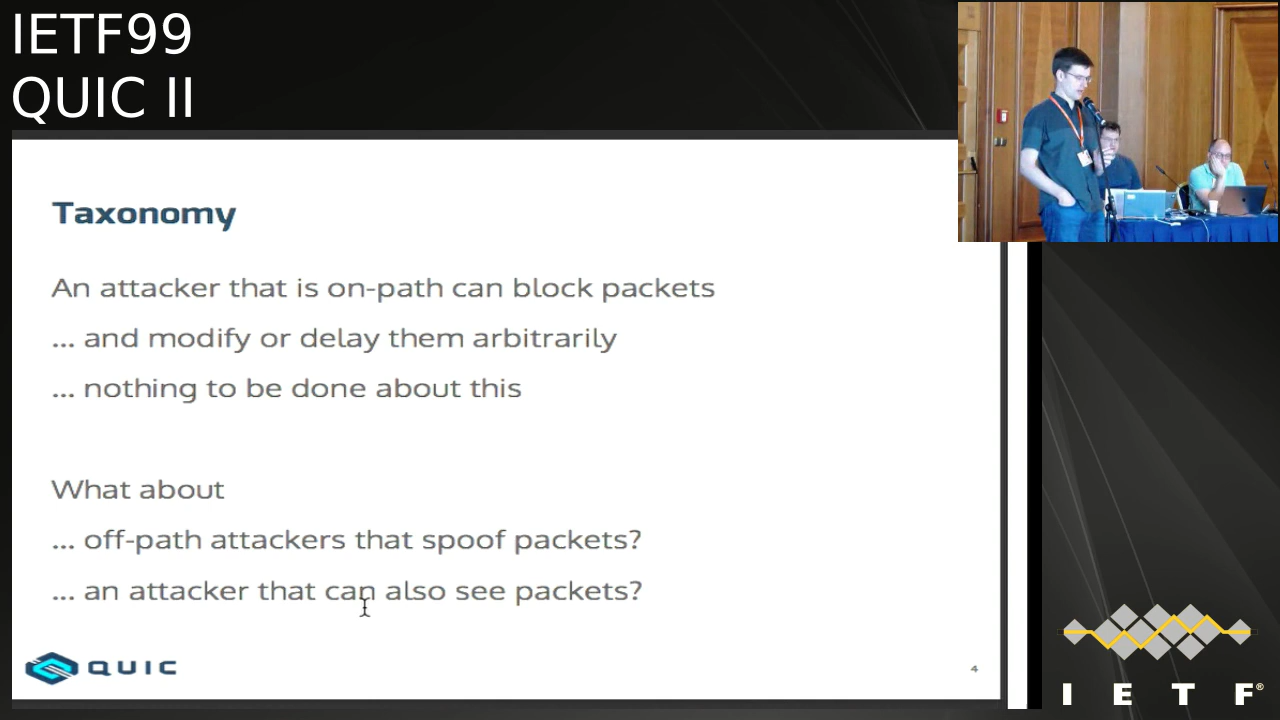 IETF99
QUIC II
Taxonomy
An attacker that is on-path can block packets
... and modify or delay them arbitrarily
... nothing to be done about this
What about
... off-path attackers that spoof packets?
... an attacker that can also see packets?
QUIC
4
I E T F®